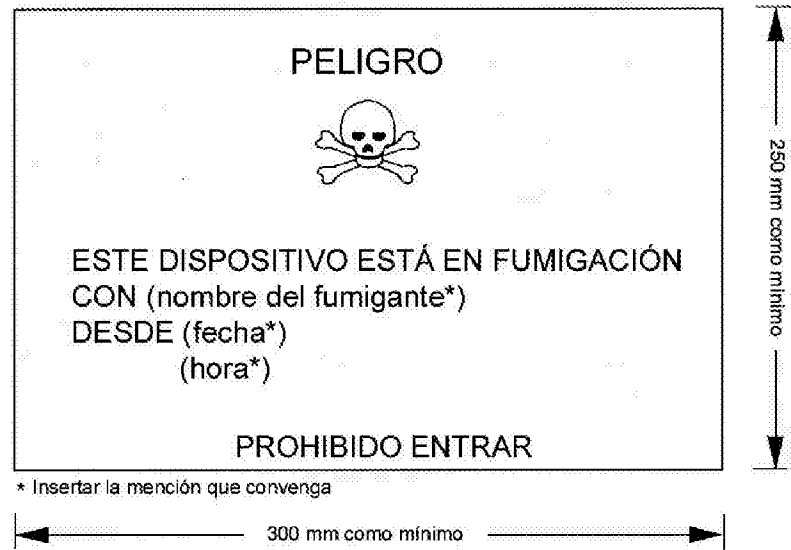 PELIGRO
ESTE DISPOSITIVO ESTÁ EN FUMIGACIÓN
CON (nombre del fumigante*)
DESDE (fecha*)
(hora*)
PROHIBIDO ENTRAR
* Insertar la mención que convenga
300 mm como mínimo
250 mm como mínimo